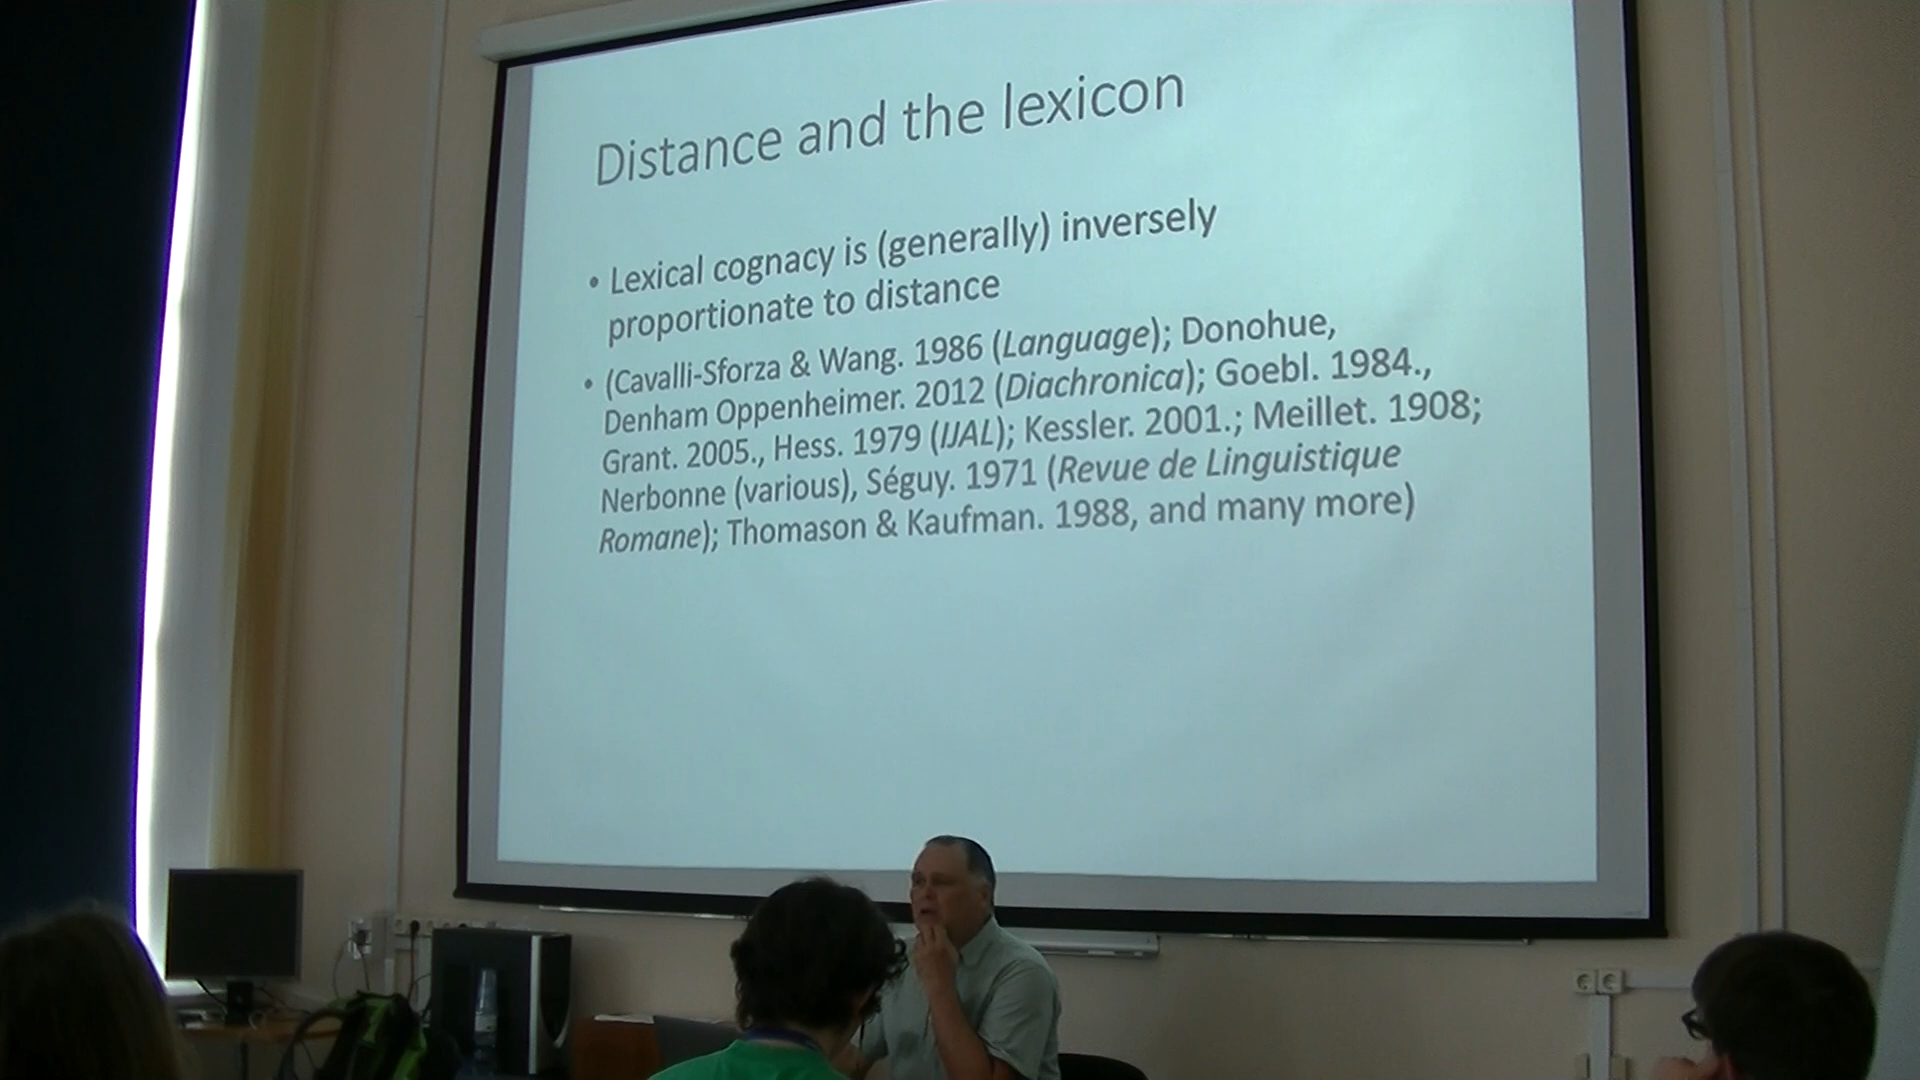 Distance and the lexicon
• Lexical cognacy is (generally) inversely
proportionate to distance
• (Cavalli-Sforza & Wang. 1986 (Language); Donohue,
Denham Oppenheimer. 2012 (Diachronica); Goebl. 1984.,
Grant. 2005., Hess. 1979 (IJAL); Kessler. 2001.; Meillet. 1908;
Nerbonne (various), Séguy. 1971 (Revue de Linguistique
Romane); Thomason & Kaufman. 1988, and many more)